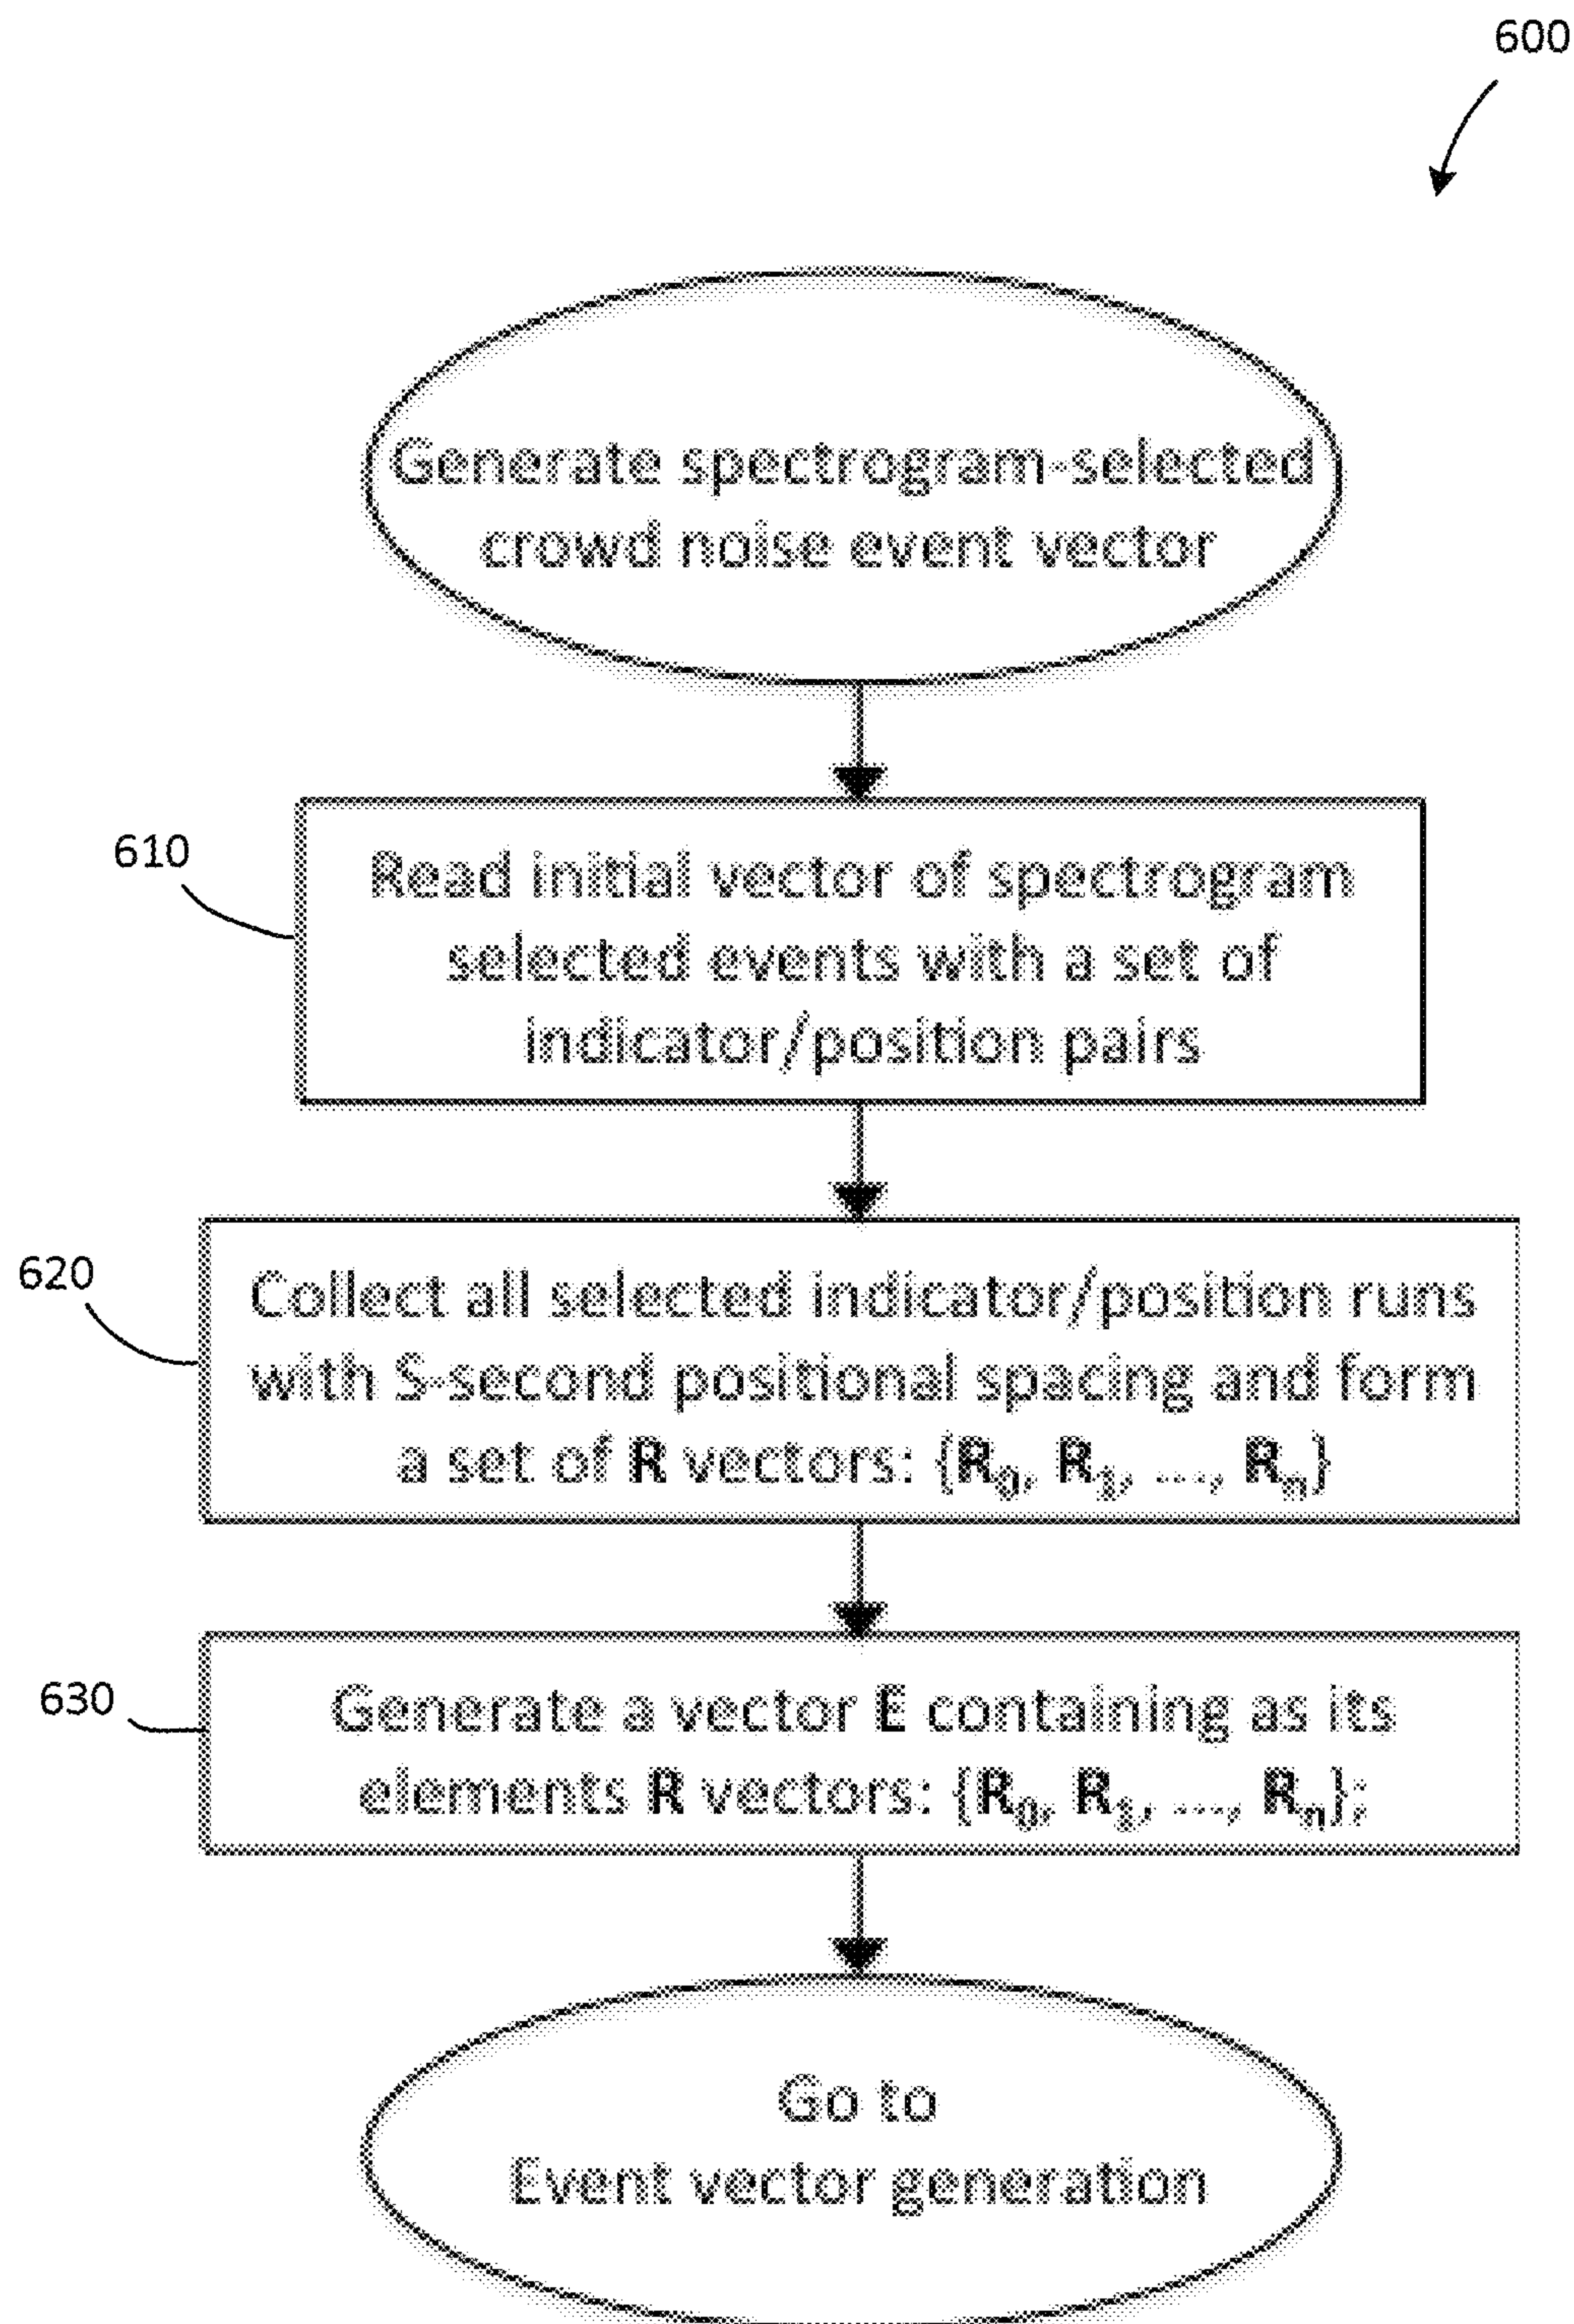 600
Generate spectrogram-selected
crowd noise event vector
610
Read initial vector of spectrogram
selected events with a set of
indicator/position pairs
620
Collect all selected indicator/position runs
with S-second positional spacing and form
a set of R vectors: {R₀, R₁, ..., Rₙ}
630
Generate a vector E containing as its
elements R vectors: {R₀, R₁, ..., Rₙ};
Go to
Event vector generation